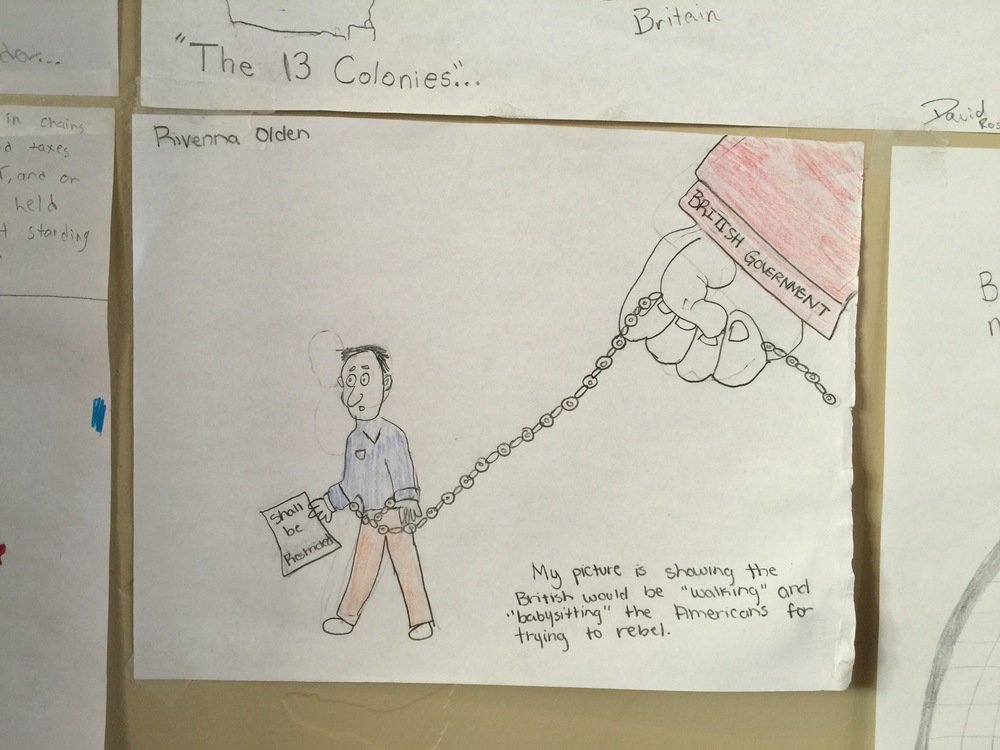 der...
Britain
"The 13 Colonies"...
David
in chains
taxes
, and or
held
standing
Rivenna Olden
BRITISH GOVERNMENT
Shall
be
Restricted
My picture is showing the
British would be "walking" and
"babysitting" the Americans for
trying to rebel.
B